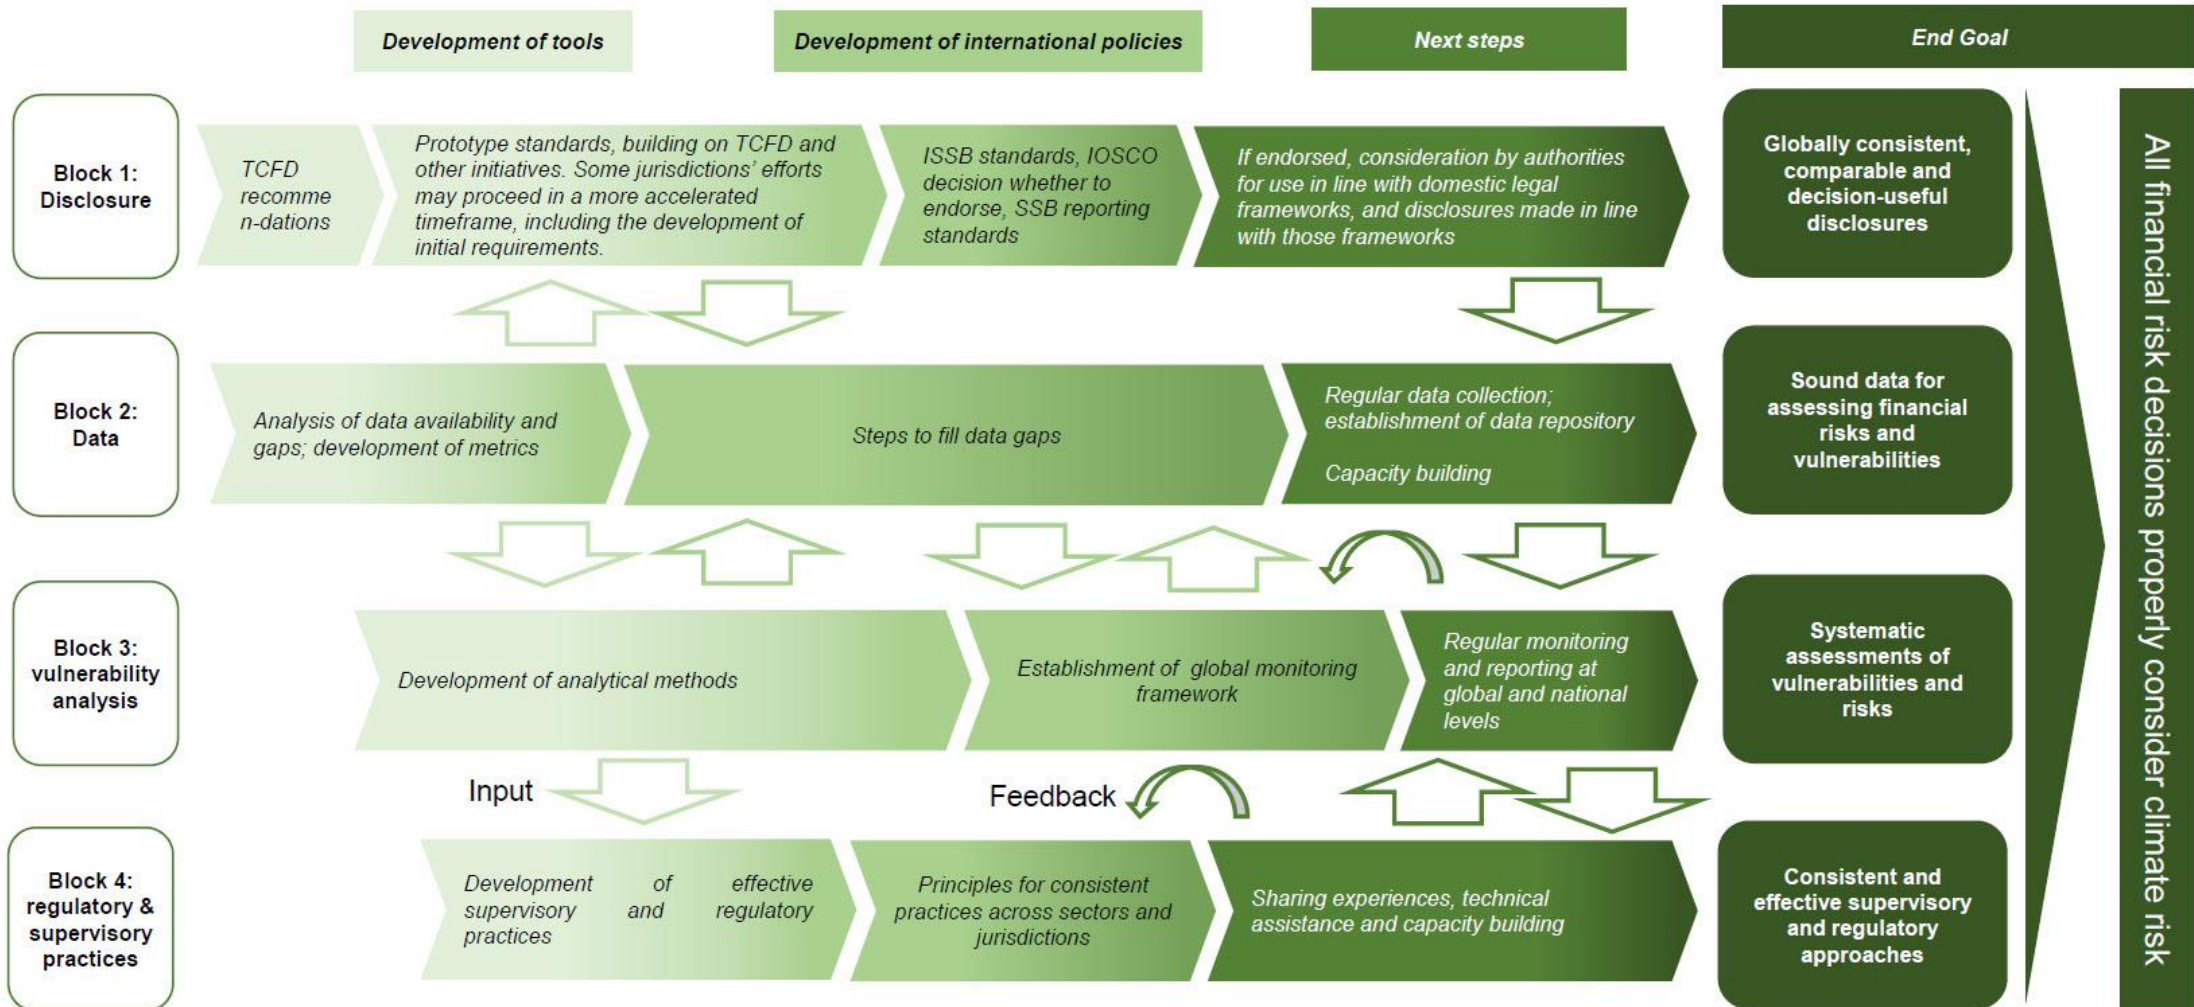 Development of tools
Development of international policies
Next steps
End Goal
Block 1:
Disclosure
TCFD
recomme
n-dations
Prototype standards, building on TCFD and
other initiatives. Some jurisdictions' efforts
may proceed in a more accelerated
timeframe, including the development of
initial requirements.
ISSB standards, IOSCO
decision whether to
endorse, SSB reporting
standards
If endorsed, consideration by authorities
for use in line with domestic legal
frameworks, and disclosures made in line
with those frameworks
Globally consistent,
comparable and
decision-useful
disclosures
Block 2:
Data
Analysis of data availability and
gaps; development of metrics
Steps to fill data gaps
Regular data collection;
establishment of data repository
Capacity building
Sound data for
assessing financial
risks and
vulnerabilities
Block 3:
vulnerability
analysis
Development of analytical methods
Establishment of global monitoring
framework
Regular monitoring
and reporting at
global and national
levels
Systematic
assessments of
vulnerabilities and
risks
Input
Feedback
Block 4:
regulatory &
supervisory
practices
Development of effective
supervisory and regulatory
practices
Principles for consistent
practices across sectors and
jurisdictions
Sharing experiences, technical
assistance and capacity building
Consistent and
effective supervisory
and regulatory
approaches
All financial risk decisions properly consider climate risk